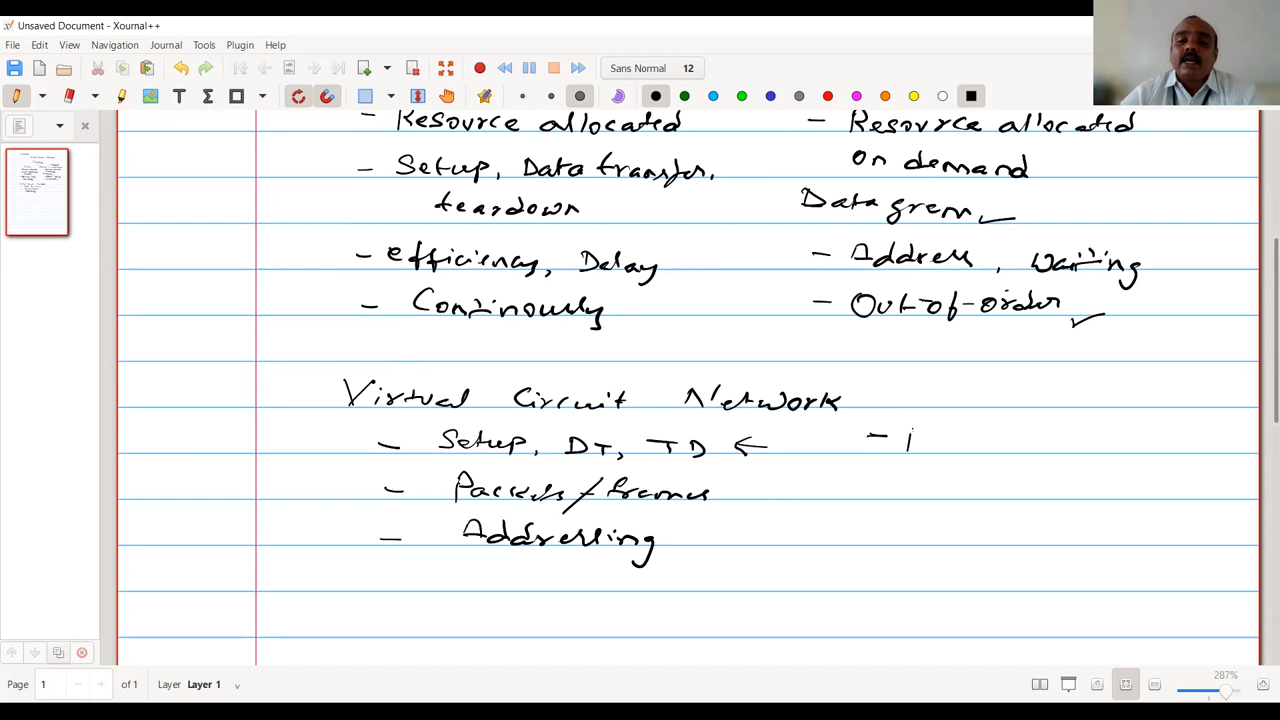 Unsaved Document - Xournal++
File Edit View Navigation Journal Tools Plugin Help
Sans Normal 12
- Resource allocated
- Setup, Data transfer,
teardown
- efficiency, Delay
- Continously
- Resource allocated
on demand
Datagrem ✓
- Address, Waiting
- Out-of-order ✓
Virtual Circuit Network
- Setup, DT, TD ←
- Packets/frames
- Addressing
- i
Page 1 of 1 Layer Layer 1
287%